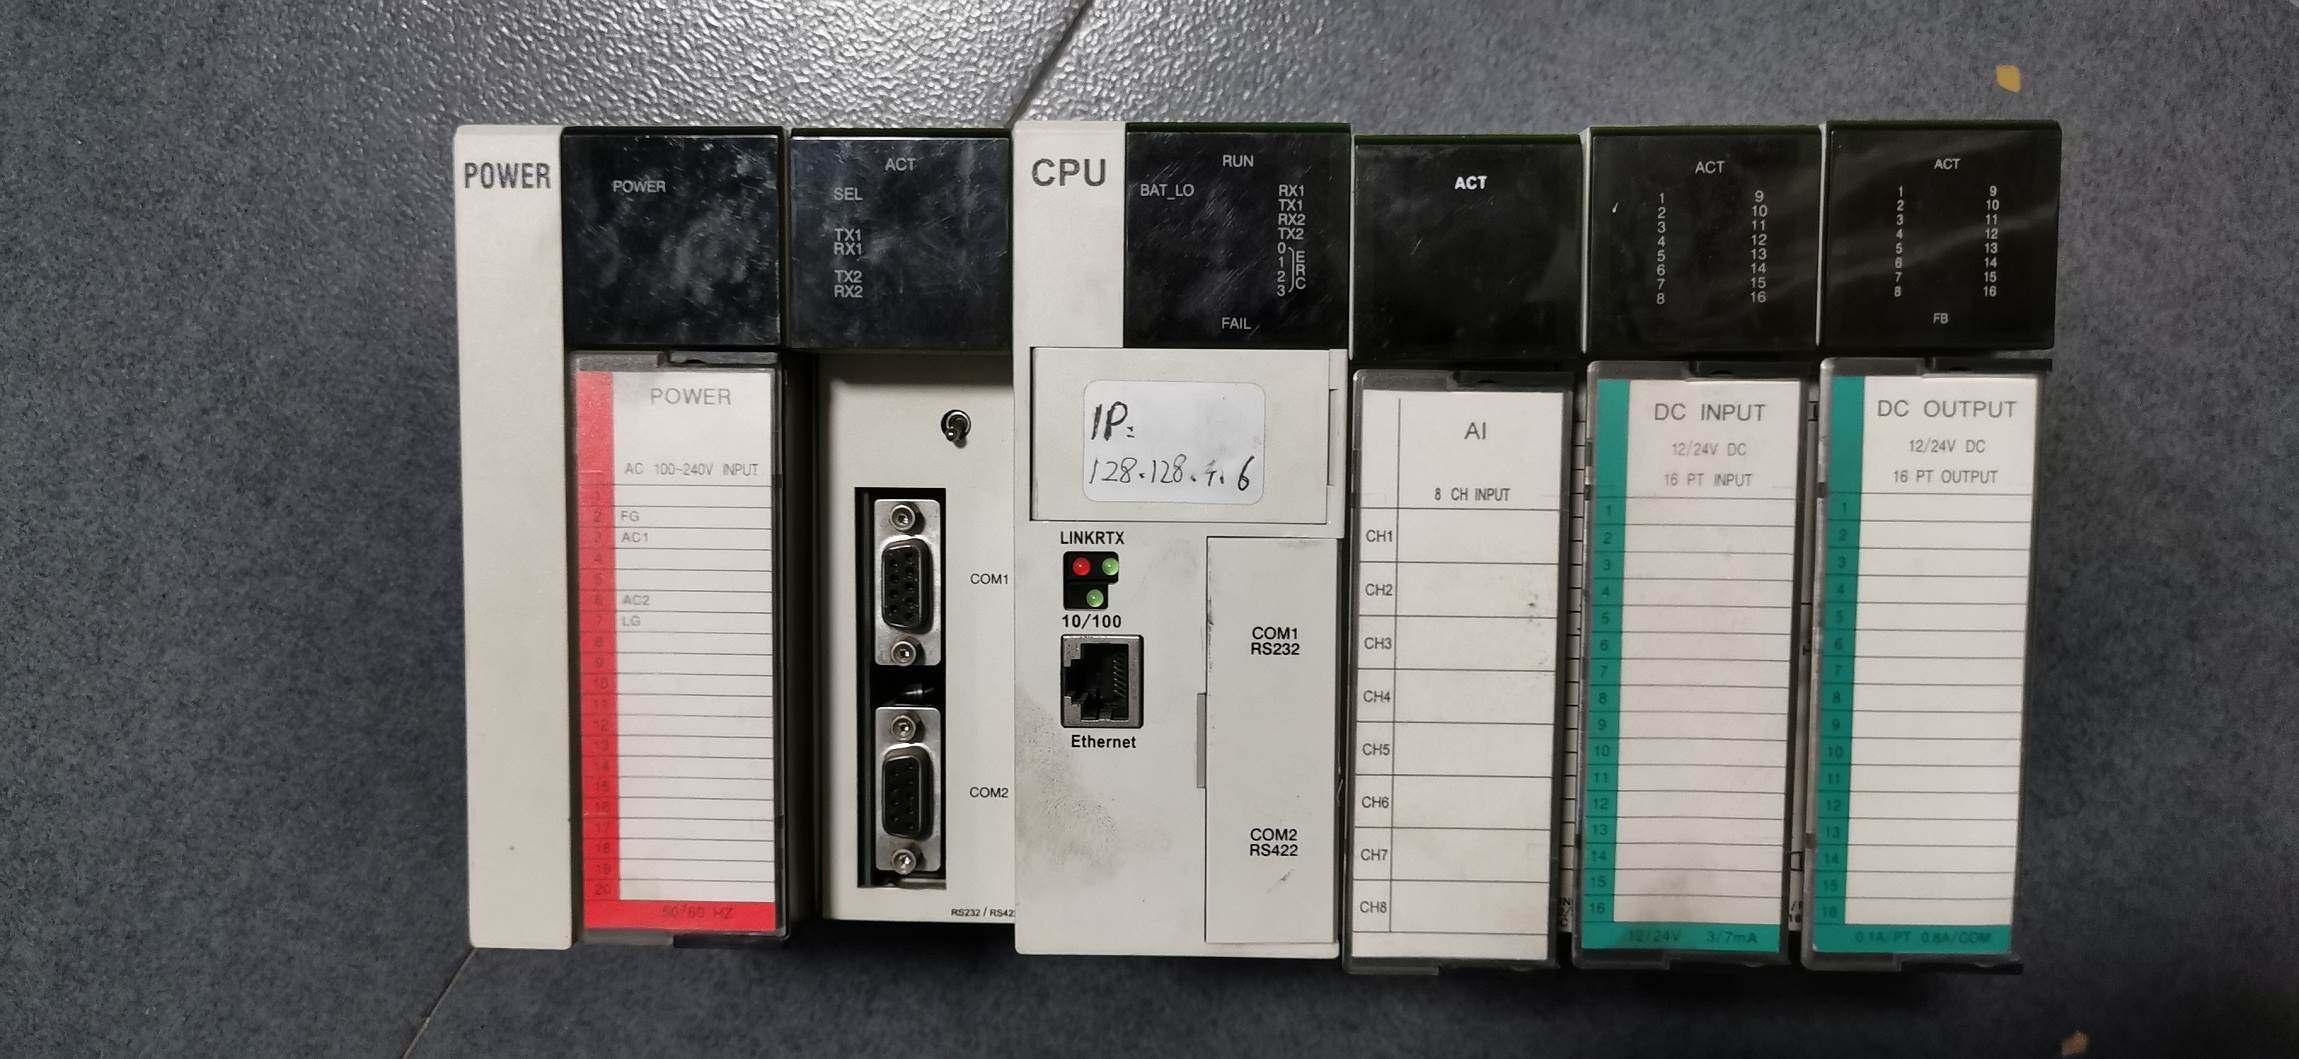 POWER
POWER
POWER
AC 100~240V INPUT
1
2 FG
3 AC1
4
5
6 AC2
7 LG
8
9
10
11
12
13
14
15
16
17
18
19
20
50/60 HZ
ACT
SEL
TX1
RX1
TX2
RX2
COM1
COM2
RS232 / RS42
CPU
RUN
BAT_LO
RX1
TX1
RX2
TX2
0
1
2
3
ERC
FAIL
IP:
128.128.4.6
LINKRTX
10/100
Ethernet
COM1
RS232
COM2
RS422
ACT
AI
8 CH INPUT
CH1
CH2
CH3
CH4
CH5
CH6
CH7
CH8
ACT
1 9
2 10
3 11
4 12
5 13
6 14
7 15
8 16
DC INPUT
12/24V DC
16 PT INPUT
1
2
3
4
5
6
7
8
9
10
11
12
13
14
15
16
12/24V 3/7mA
ACT
1 9
2 10
3 11
4 12
5 13
6 14
7 15
8 16
FB
DC OUTPUT
12/24V DC
16 PT OUTPUT
1
2
3
4
5
6
7
8
9
10
11
12
13
14
15
16
0.1A/PT 0.8A/COM